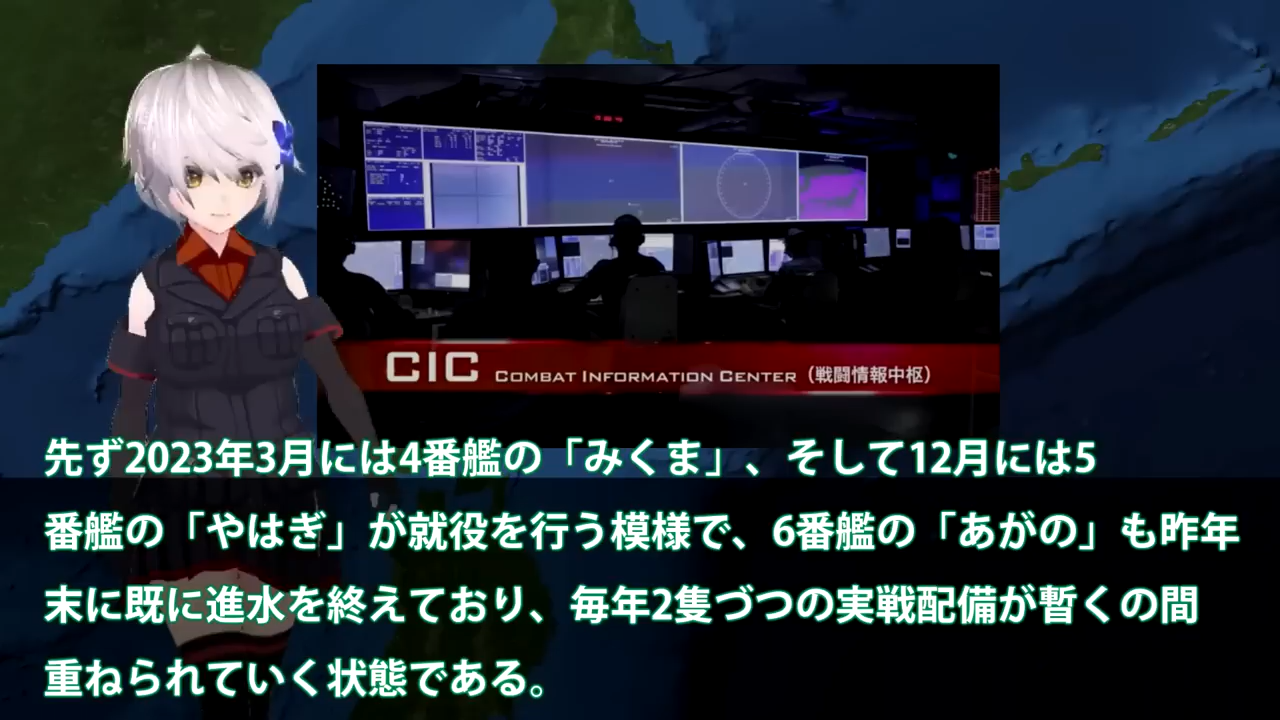 CIC COMBAT INFORMATION CENTER（戦闘情報中枢）
先ず2023年3月には4番艦の「みくま」、そして12月には5
番艦の「やはぎ」が就役を行う模様で、6番艦の「あがの」も昨年
末に既に進水を終えており、毎年2隻づつの実戦配備が暫くの間
重ねられていく状態である。